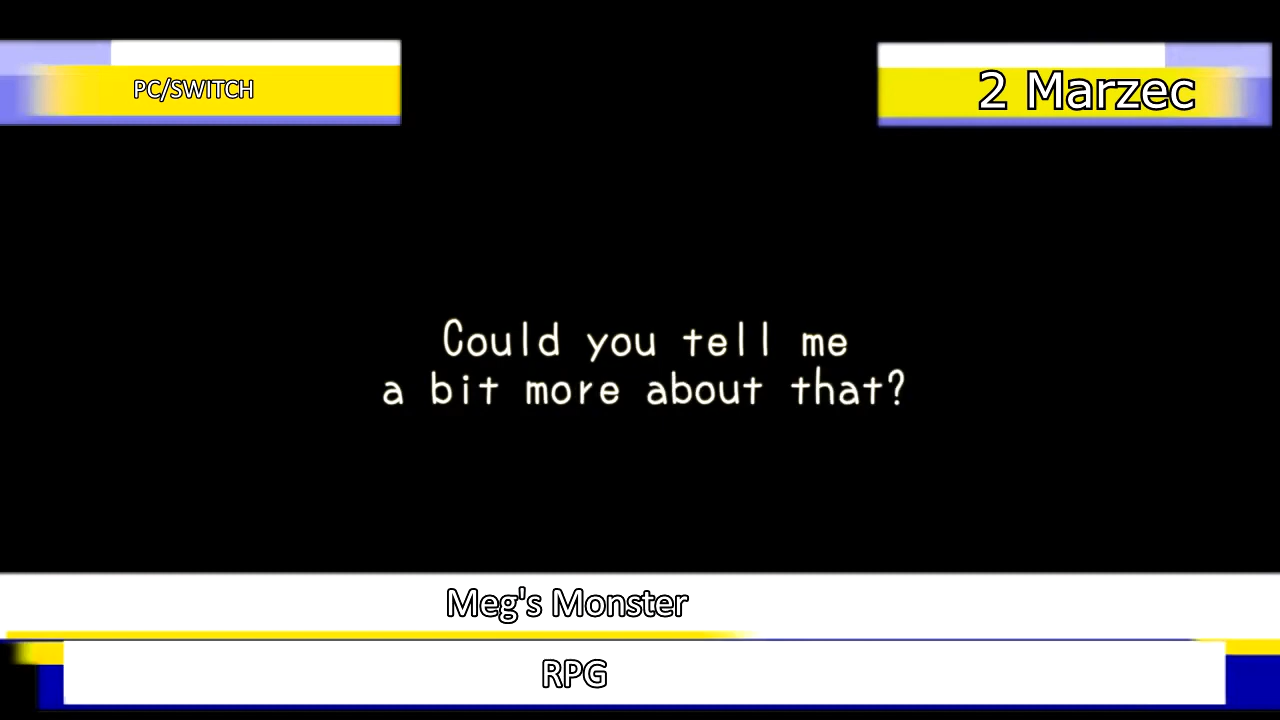 PC/SWITCH
2 Marzec
Could you tell me
a bit more about that?
Meg's Monster
RPG